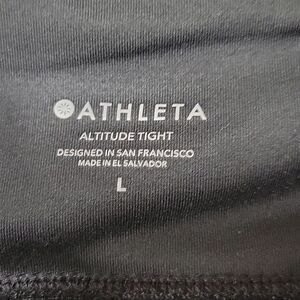 ATHLETA
ALTITUDE TIGHT
DESIGNED IN SAN FRANCISCO
MADE IN EL SALVADOR
L